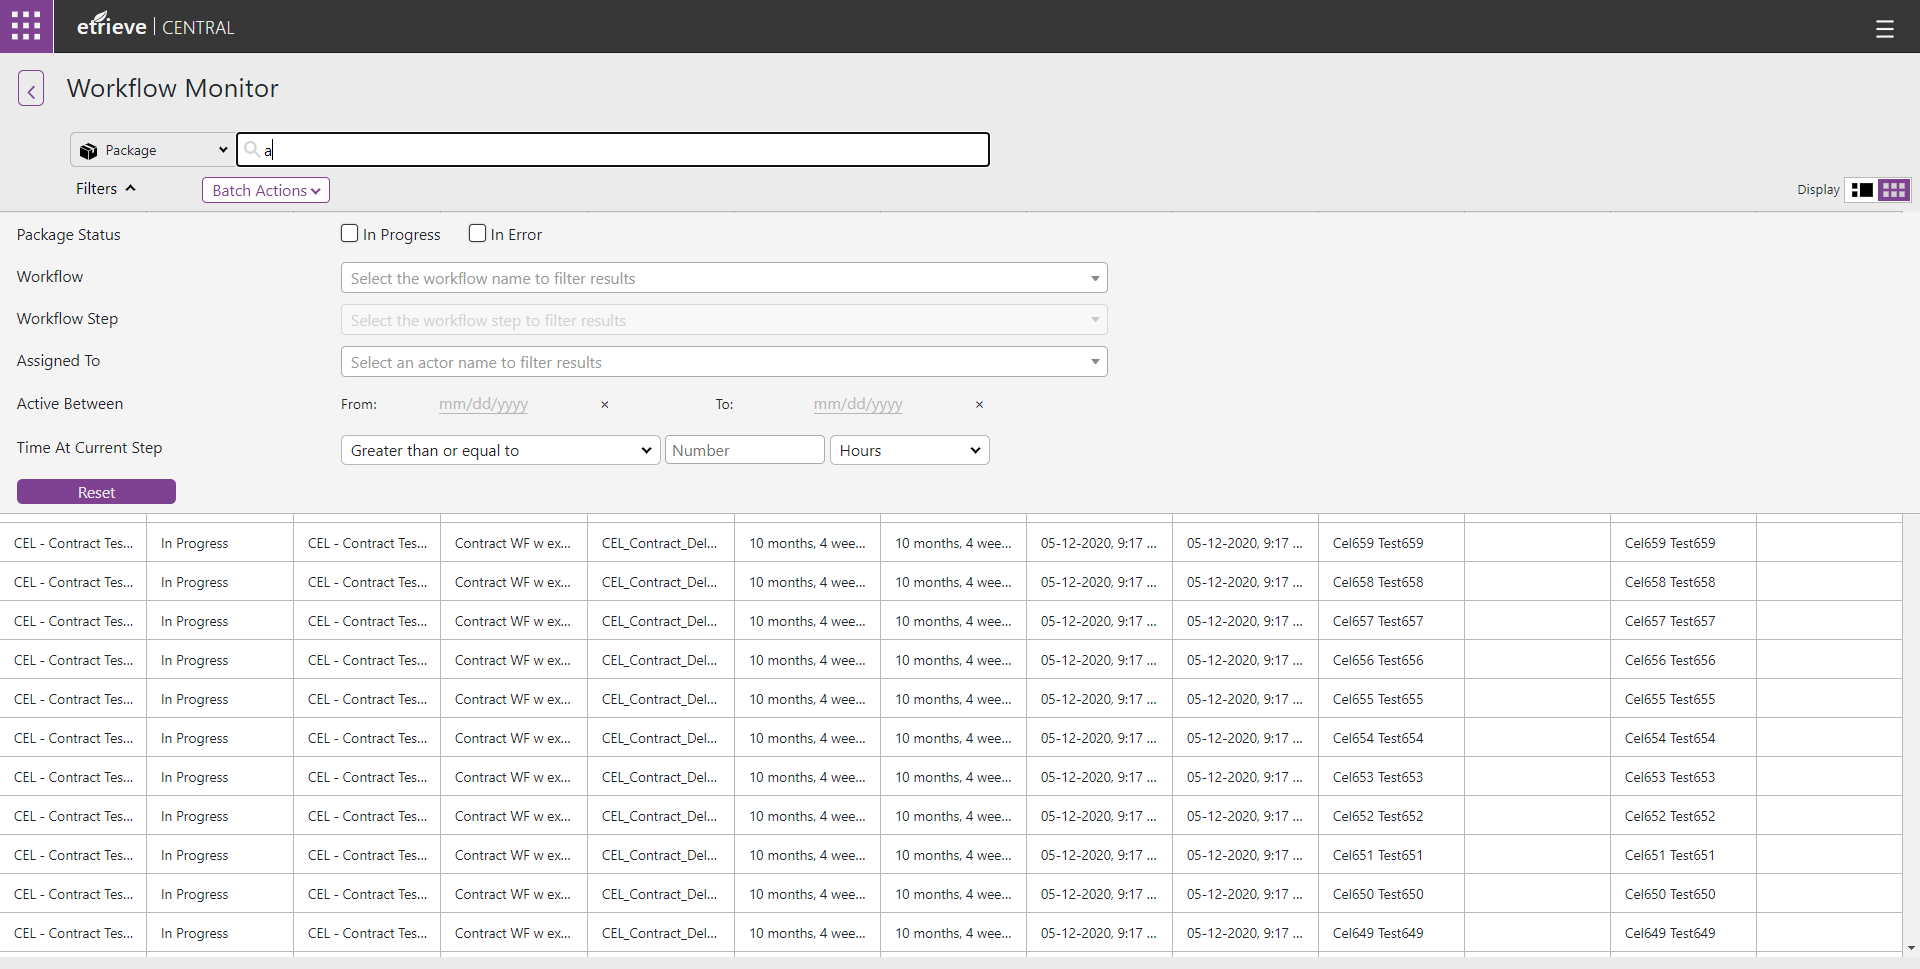 etrieve | CENTRAL
Workflow Monitor
Package a
Filters Batch Actions Display
Package Status In Progress In Error
Workflow Select the workflow name to filter results
Workflow Step Select the workflow step to filter results
Assigned To Select an actor name to filter results
Active Between From: mm/dd/yyyy × To: mm/dd/yyyy ×
Time At Current Step Greater than or equal to Number Hours
Reset
CEL - Contract Tes... In Progress CEL - Contract Tes... Contract WF w ex... CEL_Contract_Del... 10 months, 4 wee... 10 months, 4 wee... 05-12-2020, 9:17 ... 05-12-2020, 9:17 ... Cel659 Test659 Cel659 Test659
CEL - Contract Tes... In Progress CEL - Contract Tes... Contract WF w ex... CEL_Contract_Del... 10 months, 4 wee... 10 months, 4 wee... 05-12-2020, 9:17 ... 05-12-2020, 9:17 ... Cel658 Test658 Cel658 Test658
CEL - Contract Tes... In Progress CEL - Contract Tes... Contract WF w ex... CEL_Contract_Del... 10 months, 4 wee... 10 months, 4 wee... 05-12-2020, 9:17 ... 05-12-2020, 9:17 ... Cel657 Test657 Cel657 Test657
CEL - Contract Tes... In Progress CEL - Contract Tes... Contract WF w ex... CEL_Contract_Del... 10 months, 4 wee... 10 months, 4 wee... 05-12-2020, 9:17 ... 05-12-2020, 9:17 ... Cel656 Test656 Cel656 Test656
CEL - Contract Tes... In Progress CEL - Contract Tes... Contract WF w ex... CEL_Contract_Del... 10 months, 4 wee... 10 months, 4 wee... 05-12-2020, 9:17 ... 05-12-2020, 9:17 ... Cel655 Test655 Cel655 Test655
CEL - Contract Tes... In Progress CEL - Contract Tes... Contract WF w ex... CEL_Contract_Del... 10 months, 4 wee... 10 months, 4 wee... 05-12-2020, 9:17 ... 05-12-2020, 9:17 ... Cel654 Test654 Cel654 Test654
CEL - Contract Tes... In Progress CEL - Contract Tes... Contract WF w ex... CEL_Contract_Del... 10 months, 4 wee... 10 months, 4 wee... 05-12-2020, 9:17 ... 05-12-2020, 9:17 ... Cel653 Test653 Cel653 Test653
CEL - Contract Tes... In Progress CEL - Contract Tes... Contract WF w ex... CEL_Contract_Del... 10 months, 4 wee... 10 months, 4 wee... 05-12-2020, 9:17 ... 05-12-2020, 9:17 ... Cel652 Test652 Cel652 Test652
CEL - Contract Tes... In Progress CEL - Contract Tes... Contract WF w ex... CEL_Contract_Del... 10 months, 4 wee... 10 months, 4 wee... 05-12-2020, 9:17 ... 05-12-2020, 9:17 ... Cel651 Test651 Cel651 Test651
CEL - Contract Tes... In Progress CEL - Contract Tes... Contract WF w ex... CEL_Contract_Del... 10 months, 4 wee... 10 months, 4 wee... 05-12-2020, 9:17 ... 05-12-2020, 9:17 ... Cel650 Test650 Cel650 Test650
CEL - Contract Tes... In Progress CEL - Contract Tes... Contract WF w ex... CEL_Contract_Del... 10 months, 4 wee... 10 months, 4 wee... 05-12-2020, 9:17 ... 05-12-2020, 9:17 ... Cel649 Test649 Cel649 Test649